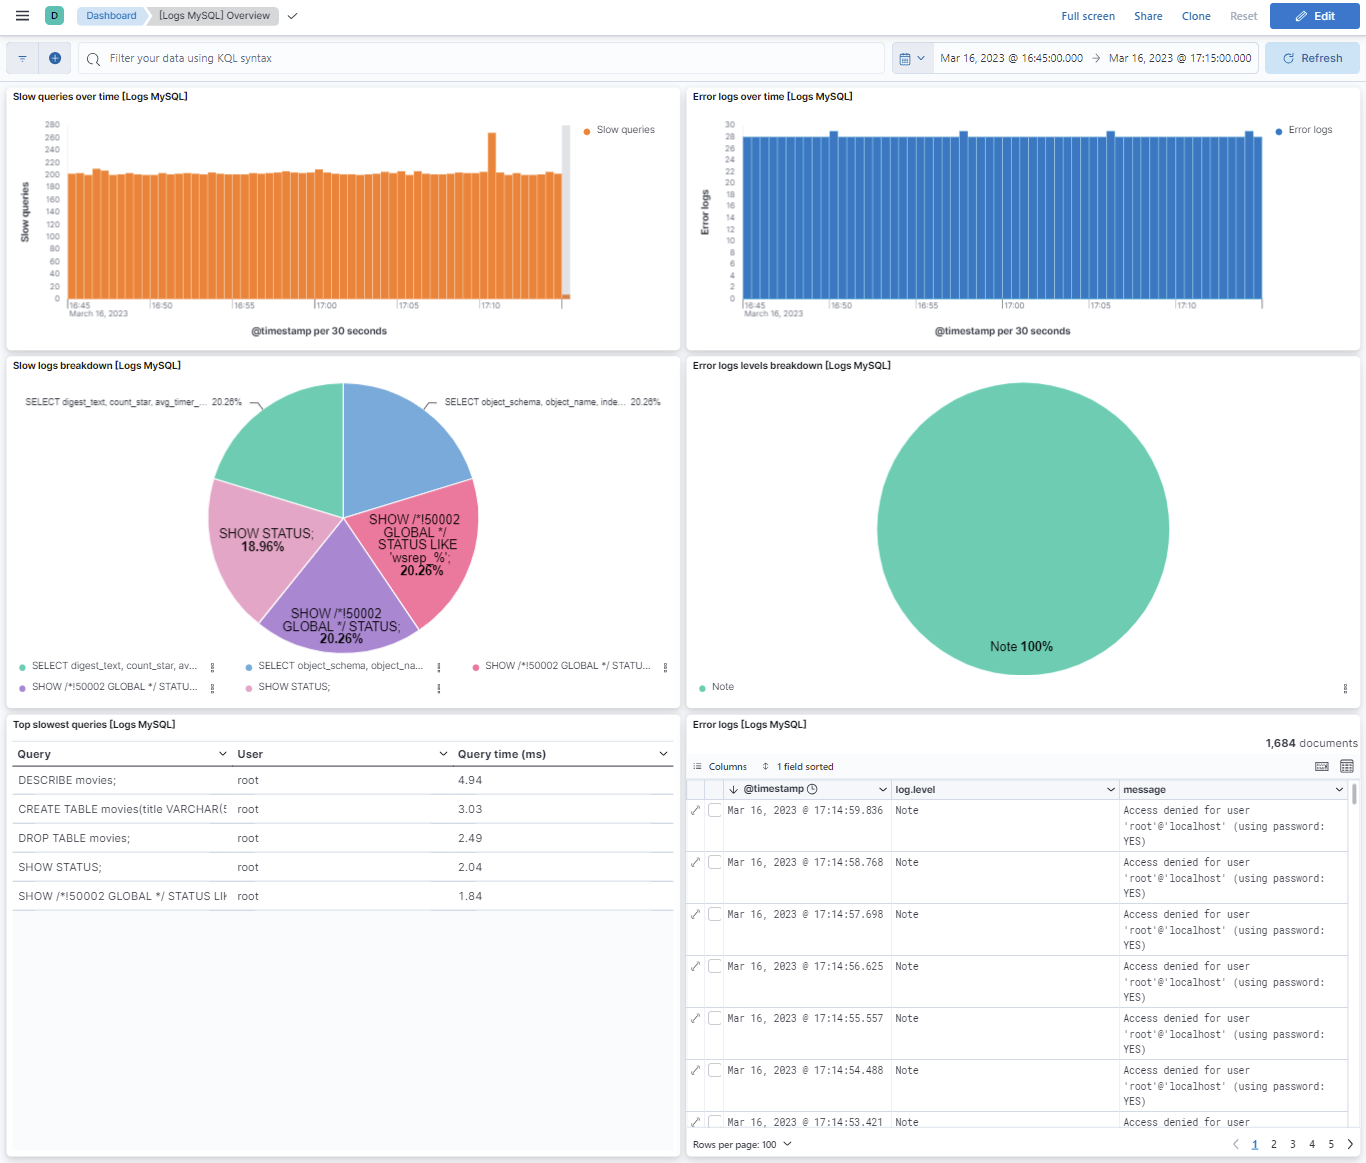 D Dashboard [Logs MySQL] Overview Full screen Share Clone Reset Edit
Filter your data using KQL syntax Mar 16, 2023 @ 16:45:00.000 → Mar 16, 2023 @ 17:15:00.000 Refresh
Slow queries over time [Logs MySQL]
280
260
240
220
200
180
160
140
120
100
80
60
40
20
0
Slow queries
16:45 16:50 16:55 17:00 17:05 17:10
March 16, 2023
@timestamp per 30 seconds
Slow queries
Error logs over time [Logs MySQL]
30
28
26
24
22
20
18
16
14
12
10
8
6
4
2
0
Error logs
16:45 16:50 16:55 17:00 17:05 17:10
March 16, 2023
@timestamp per 30 seconds
Error logs
Slow logs breakdown [Logs MySQL]
SELECT digest_text, count_star, avg_timer_... 20.26%
SELECT object_schema, object_name, inde... 20.26%
SHOW /*!50002
GLOBAL */
STATUS LIKE
'wsrep_%';
20.26%
SHOW STATUS;
18.96%
SHOW /*!50002
GLOBAL */ STATUS;
20.26%
SELECT digest_text, count_star, av... SELECT object_schema, object_na... SHOW /*!50002 GLOBAL */ STATU...
SHOW /*!50002 GLOBAL */ STATU... SHOW STATUS;
Error logs levels breakdown [Logs MySQL]
Note 100%
Note
Top slowest queries [Logs MySQL]
Query User Query time (ms)
DESCRIBE movies; root 4.94
CREATE TABLE movies(title VARCHAR(5 root 3.03
DROP TABLE movies; root 2.49
SHOW STATUS; root 2.04
SHOW /*!50002 GLOBAL */ STATUS LIK root 1.84
Error logs [Logs MySQL]
1,684 documents
Columns 1 field sorted
@timestamp log.level message
Mar 16, 2023 @ 17:14:59.836 Note Access denied for user
'root'@'localhost' (using password:
YES)
Mar 16, 2023 @ 17:14:58.768 Note Access denied for user
'root'@'localhost' (using password:
YES)
Mar 16, 2023 @ 17:14:57.698 Note Access denied for user
'root'@'localhost' (using password:
YES)
Mar 16, 2023 @ 17:14:56.625 Note Access denied for user
'root'@'localhost' (using password:
YES)
Mar 16, 2023 @ 17:14:55.557 Note Access denied for user
'root'@'localhost' (using password:
YES)
Mar 16, 2023 @ 17:14:54.488 Note Access denied for user
'root'@'localhost' (using password:
YES)
Mar 16, 2023 @ 17:14:53.421 Note Access denied for user
Rows per page: 100 1 2 3 4 5